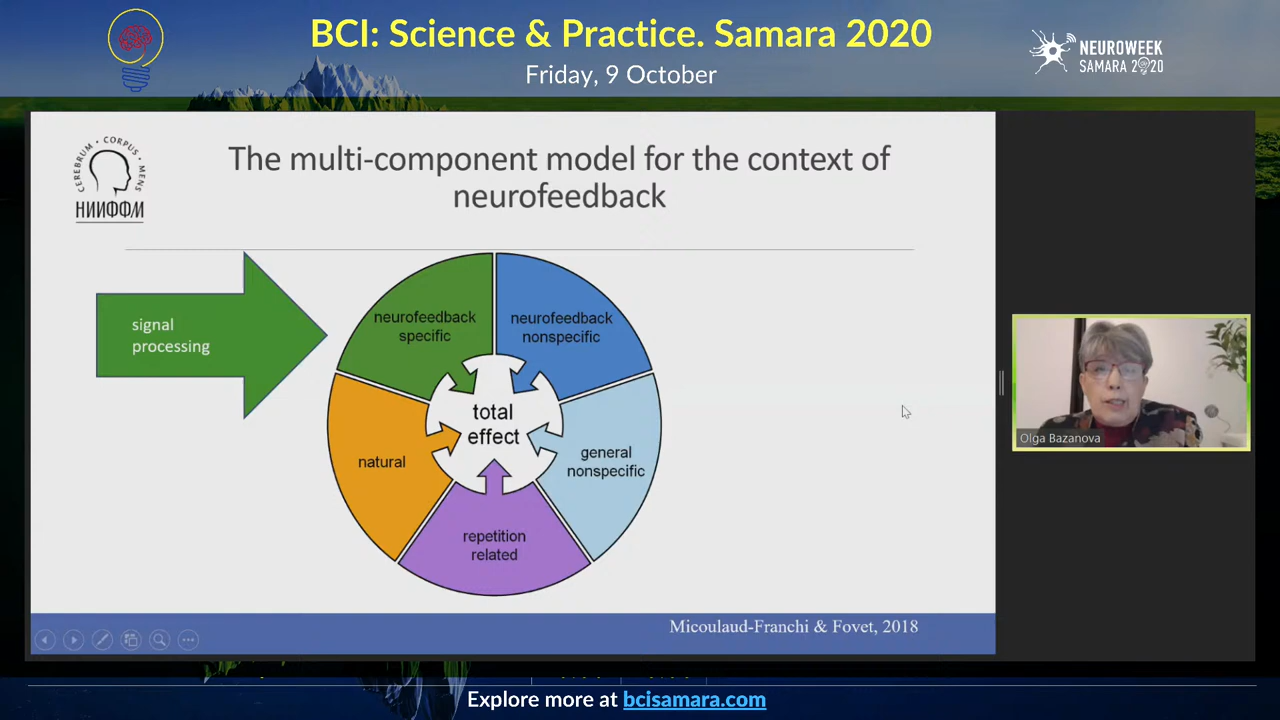 BCI: Science & Practice. Samara 2020
Friday, 9 October
NEUROWEEK
SAMARA 2020
CEREBRUM • CORPUS • MENS
НИИФФМ
The multi-component model for the context of
neurofeedback
signal
processing
neurofeedback
specific
neurofeedback
nonspecific
total
effect
natural
general
nonspecific
repetition
related
Olga Bazanova
Micoulaud-Franchi & Fovet, 2018
Explore more at bcisamara.com